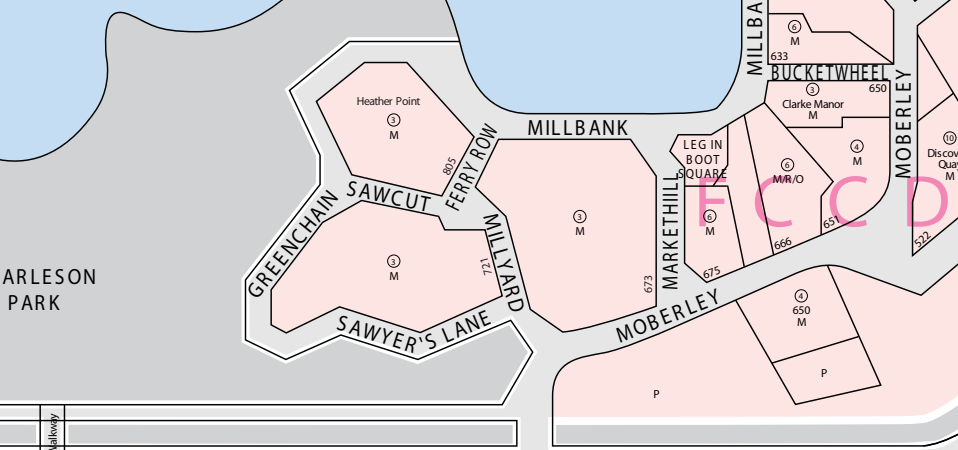 MILLBA
6
M
633
BUCKETWHEEL
650
3
Clarke Manor
M
MOBERLEY
10
Discov
Quay
M
Heather Point
3
M
805
FERRY ROW
MILLBANK
LEG IN
BOOT
SQUARE
4
M
6
M/R/O
FCCD
SAWCUT
GREENCHAIN
MILLYARD
721
3
M
3
M
673
MARKETHILL
6
M
675
666
651
522
ARLESON
PARK
SAWYER'S LANE
MOBERLEY
4
650
M
P
P
Walkway